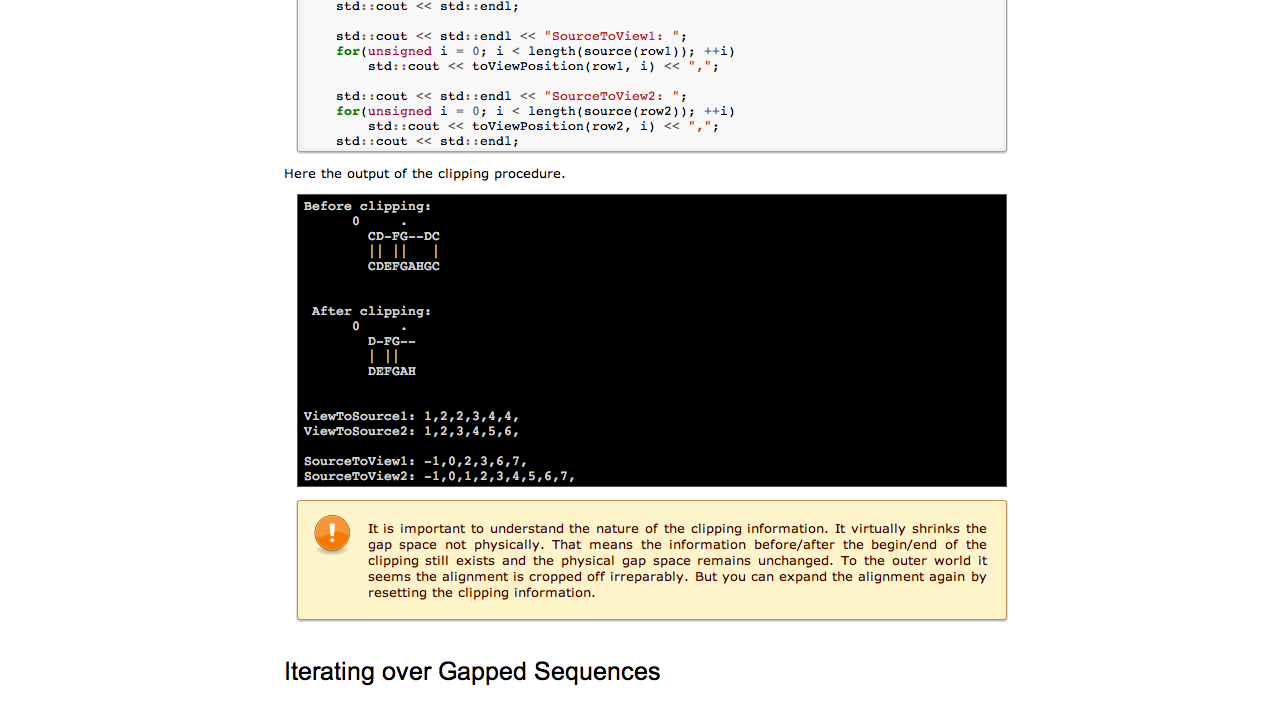 std::cout << std::endl;
std::cout << std::endl << "SourceToView1: ";
for(unsigned i = 0; i < length(source(row1)); ++i)
std::cout << toViewPosition(row1, i) << ",";
std::cout << std::endl << "SourceToView2: ";
for(unsigned i = 0; i < length(source(row2)); ++i)
std::cout << toViewPosition(row2, i) << ",";
std::cout << std::endl;
Here the output of the clipping procedure.
Before clipping:
0     .
CD-FG--DC
|| ||   |
CDEFGAHGC
After clipping:
0     .
D-FG--
| ||
DEFGAH
ViewToSource1: 1,2,2,3,4,4,
ViewToSource2: 1,2,3,4,5,6,
SourceToView1: -1,0,2,3,6,7,
SourceToView2: -1,0,1,2,3,4,5,6,7,
It is important to understand the nature of the clipping information. It virtually shrinks the
gap space not physically. That means the information before/after the begin/end of the
clipping still exists and the physical gap space remains unchanged. To the outer world it
seems the alignment is cropped off irreparably. But you can expand the alignment again by
resetting the clipping information.
Iterating over Gapped Sequences